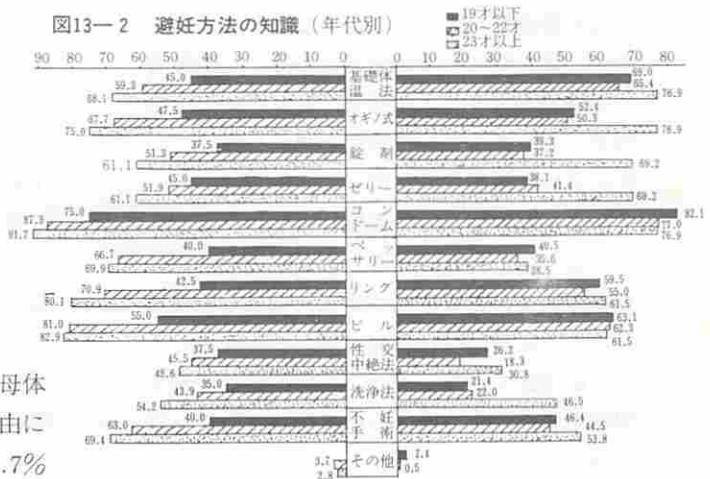 図13―2 避妊方法の知識（年代別）
19才以下
20～22才
23才以上
90 80 70 60 50 40 30 20 10 0
0 10 20 30 40 50 60 70 80
45.0 基礎体温法 69.0
59.3 65.4
68.1 76.9
47.5 オギノ式 52.4
67.7 50.3
75.0 76.9
37.5 錠剤 39.3
51.3 37.2
61.1 69.2
45.0 ゼリー 38.1
51.9 41.4
61.1 69.2
75.0 コンドーム 82.1
87.3 77.0
91.7 76.9
40.0 ペッサリー 40.5
66.7 35.6
69.9 38.5
42.5 リング 59.5
70.9 55.0
80.1 61.5
55.0 ピル 63.1
81.0 62.3
82.9 61.5
37.5 性交中絶法 26.2
45.5 18.3
48.6 30.8
35.0 洗浄法 21.4
43.9 22.0
54.2 46.5
40.0 不妊手術 46.4
63.0 44.5
69.4 53.8
その他 2.4
3.7 0.5
2.8
母体
由に
.7%